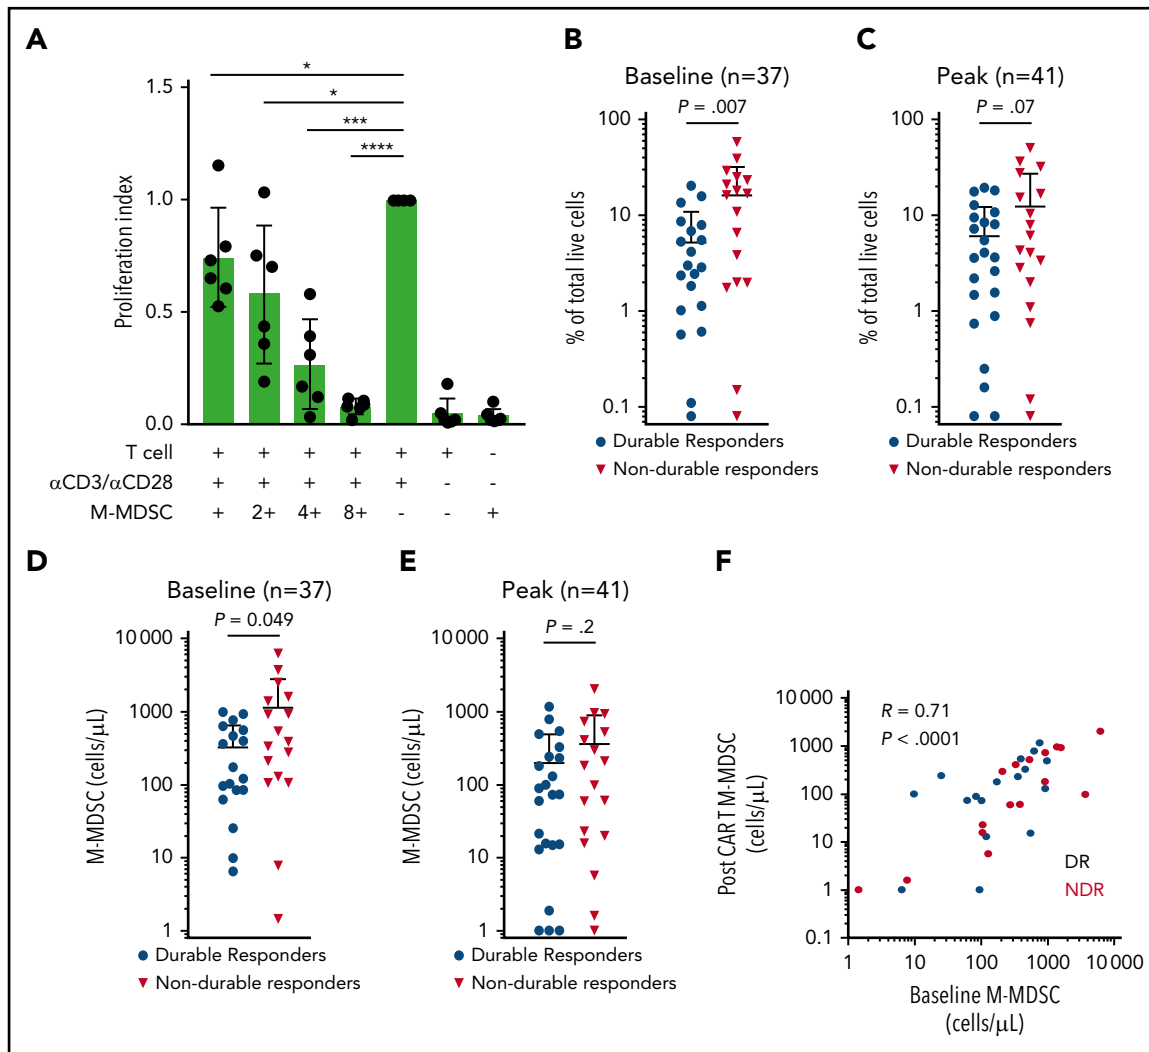 A
*
*
***
****
1.5
1.0
0.5
0.0
Proliferation index
T cell + + + + + + -
αCD3/αCD28 + + + + + - -
M-MDSC + 2+ 4+ 8+ - - +
B
Baseline (n=37)
P = .007
100
10
1
0.1
% of total live cells
Durable Responders
Non-durable responders
C
Peak (n=41)
P = .07
100
10
1
0.1
% of total live cells
Durable Responders
Non-durable responders
D
Baseline (n=37)
P = 0.049
10 000
1000
100
10
1
M-MDSC (cells/μL)
Durable Responders
Non-durable responders
E
Peak (n=41)
P = .2
10 000
1000
100
10
1
M-MDSC (cells/μL)
Durable Responders
Non-durable responders
F
R = 0.71
P < .0001
10 000
1000
100
10
1
0.1
Post CAR T M-MDSC
(cells/μL)
DR
NDR
1 10 100 1000 10 000
Baseline M-MDSC
(cells/μL)